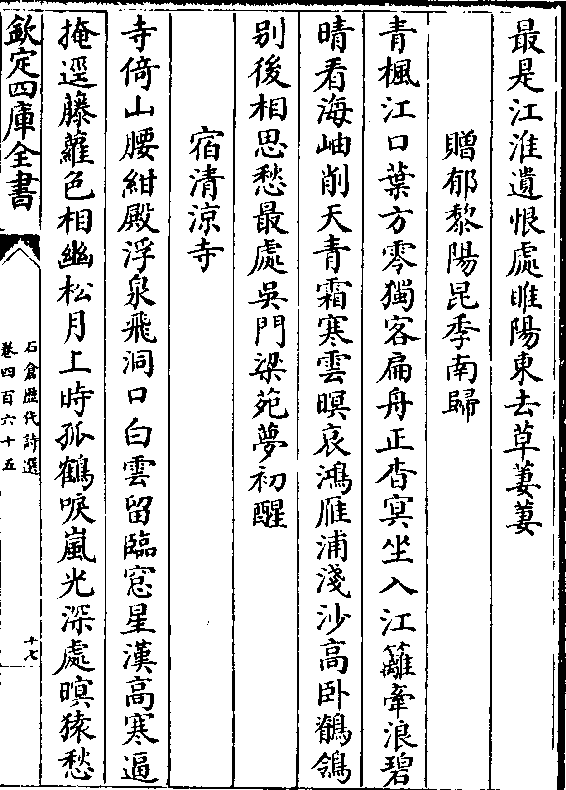 最是江淮遺恨處睢陽東去草萋萋
贈郁黎陽昆季南歸
青楓江口葉方零獨客扁舟正杳冥坐入江籬牽浪碧
晴看海岫削天青霜寒雲暝哀鴻雁浦淺沙高卧鶺鴒
别後相思愁最處吳門梁苑夢初醒
宿清涼寺
寺倚山腰紺殿浮泉飛洞口白雲留臨窓星漢高寒逼
掩逕藤蘿色相幽松月上時孤鶴唳嵐光深處暝猿愁
欽定四庫全書
石倉歴代詩選
卷四百六十五
十七